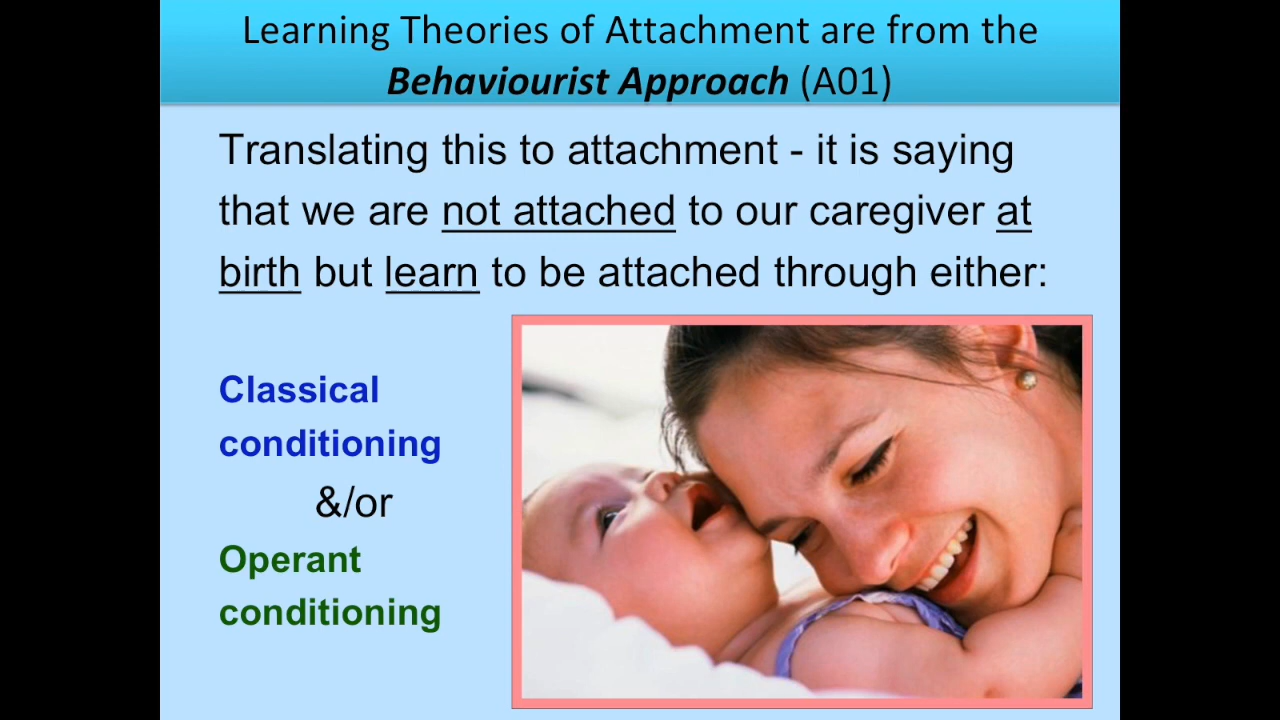 Learning Theories of Attachment are from the
Behaviourist Approach (A01)
Translating this to attachment - it is saying
that we are not attached to our caregiver at
birth but learn to be attached through either:
Classical
conditioning
&/or
Operant
conditioning